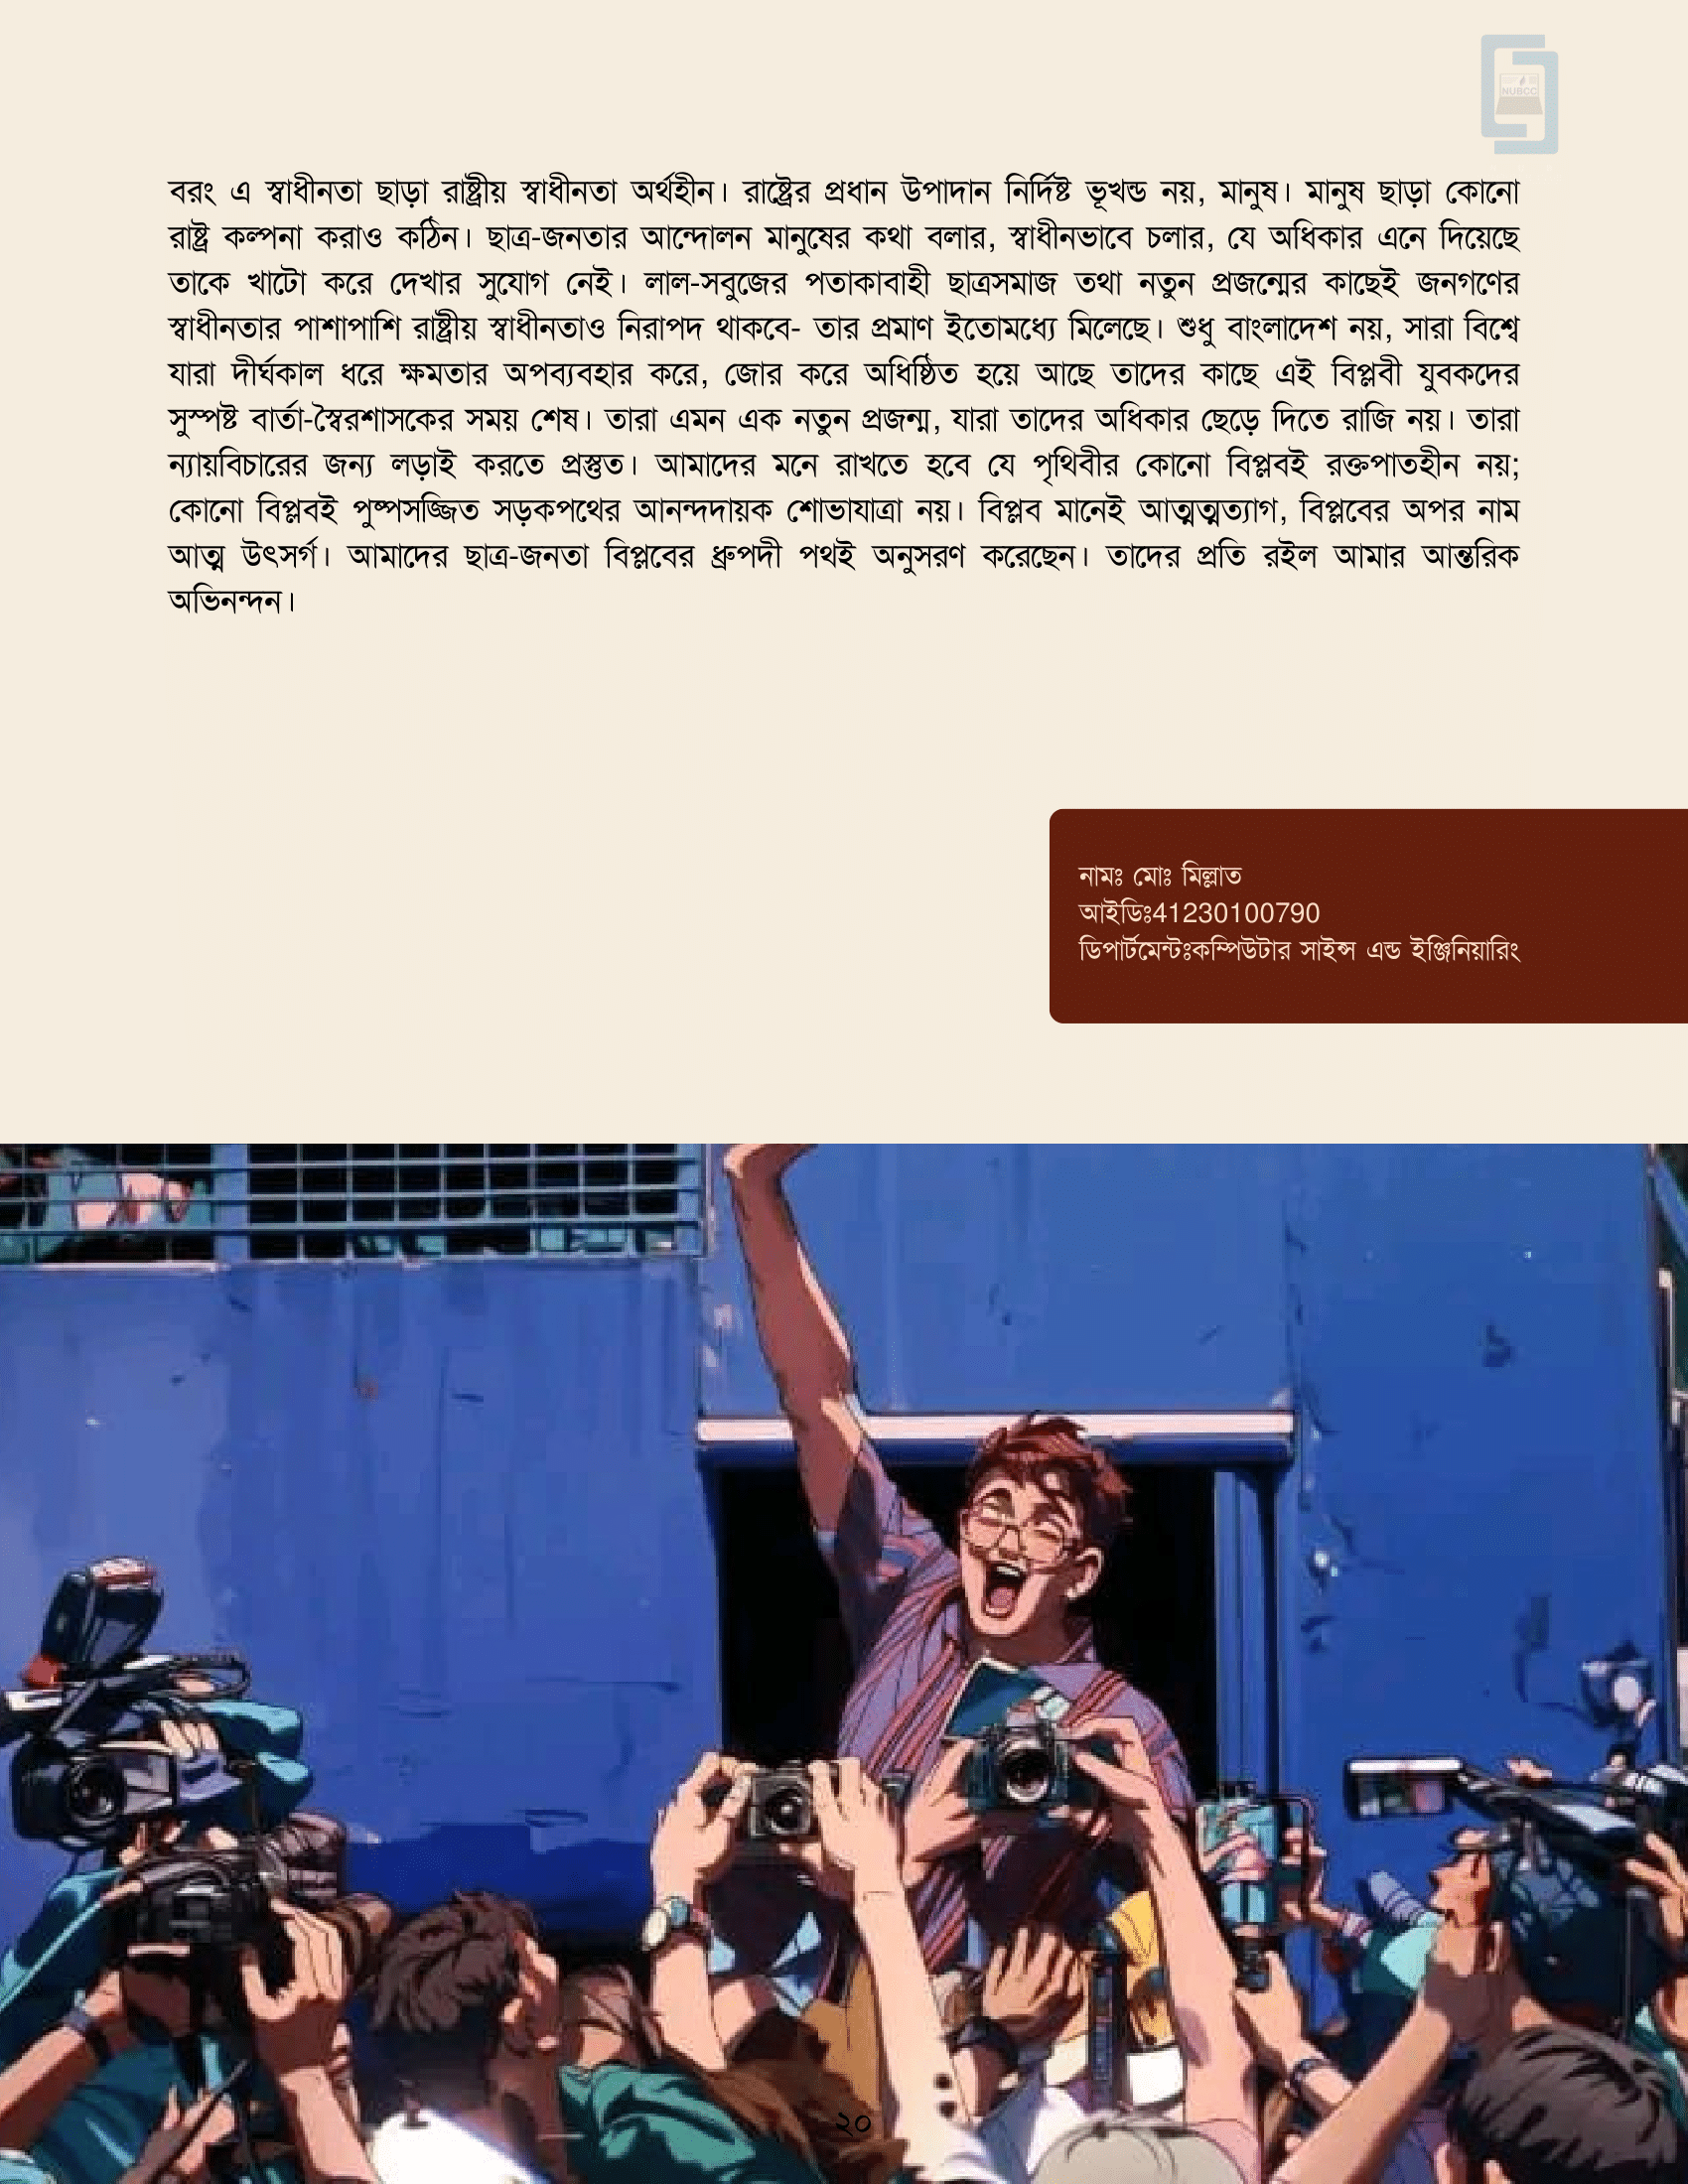 NUBCC
বরং এ স্বাধীনতা ছাড়া রাষ্ট্রীয় স্বাধীনতা অর্থহীন। রাষ্ট্রের প্রধান উপাদান নির্দিষ্ট ভূখন্ড নয়, মানুষ। মানুষ ছাড়া কোনো
রাষ্ট্র কল্পনা করাও কঠিন। ছাত্র-জনতার আন্দোলন মানুষের কথা বলার, স্বাধীনভাবে চলার, যে অধিকার এনে দিয়েছে
তাকে খাটো করে দেখার সুযোগ নেই। লাল-সবুজের পতাকাবাহী ছাত্রসমাজ তথা নতুন প্রজন্মের কাছেই জনগণের
স্বাধীনতার পাশাপাশি রাষ্ট্রীয় স্বাধীনতাও নিরাপদ থাকবে- তার প্রমাণ ইতোমধ্যে মিলেছে। শুধু বাংলাদেশ নয়, সারা বিশ্বে
যারা দীর্ঘকাল ধরে ক্ষমতার অপব্যবহার করে, জোর করে অধিষ্ঠিত হয়ে আছে তাদের কাছে এই বিপ্লবী যুবকদের
সুস্পষ্ট বার্তা-স্বৈরশাসকের সময় শেষ। তারা এমন এক নতুন প্রজন্ম, যারা তাদের অধিকার ছেড়ে দিতে রাজি নয়। তারা
ন্যায়বিচারের জন্য লড়াই করতে প্রস্তুত। আমাদের মনে রাখতে হবে যে পৃথিবীর কোনো বিপ্লবই রক্তপাতহীন নয়;
কোনো বিপ্লবই পুষ্পসজ্জিত সড়কপথের আনন্দদায়ক শোভাযাত্রা নয়। বিপ্লব মানেই আত্মত্মত্যাগ, বিপ্লবের অপর নাম
আত্ম উৎসর্গ। আমাদের ছাত্র-জনতা বিপ্লবের ধ্রুপদী পথই অনুসরণ করেছেন। তাদের প্রতি রইল আমার আন্তরিক
অভিনন্দন।
নামঃ মোঃ মিল্লাত
আইডিঃ41230100790
ডিপার্টমেন্টঃকম্পিউটার সাইন্স এন্ড ইঞ্জিনিয়ারিং
২০